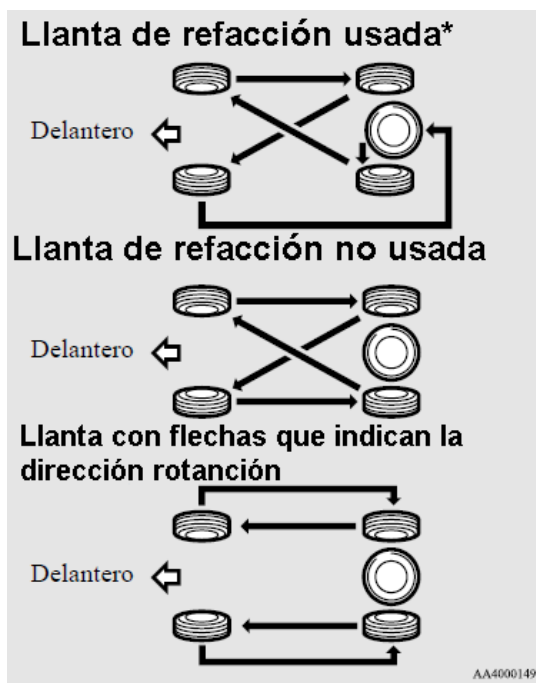 Llanta de refacción usada*
Delantero
Llanta de refacción no usada
Delantero
Llanta con flechas que indican la
dirección rotanción
Delantero
AA4000149